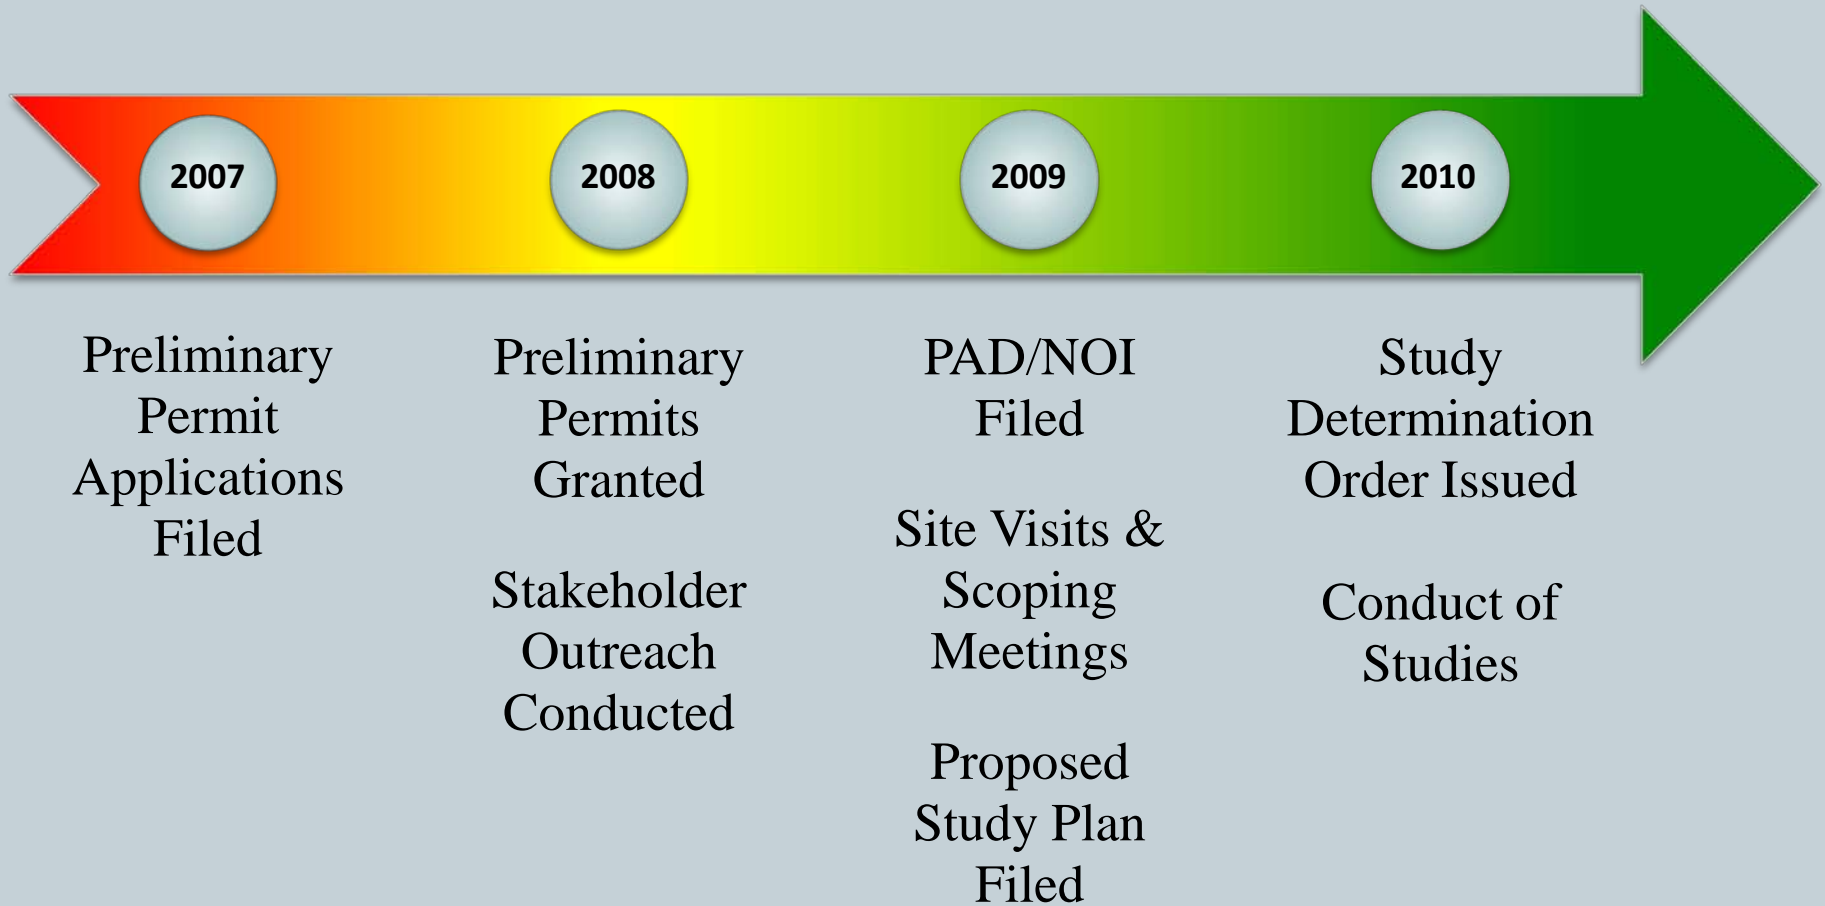 2007
2008
2009
2010
Preliminary
Permit
Applications
Filed
Preliminary
Permits
Granted
Stakeholder
Outreach
Conducted
PAD/NOI
Filed
Site Visits &
Scoping
Meetings
Proposed
Study Plan
Filed
Study
Determination
Order Issued
Conduct of
Studies